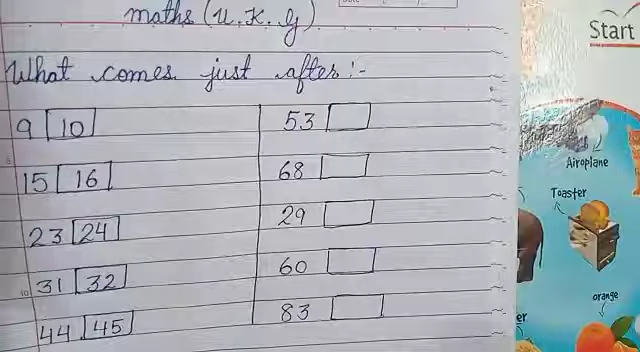 maths (U.K.G)
What comes just after:-
9 10
15 16
23 24
31 32
44 45
53
68
29
60
83
Start
Airoplane
Toaster
orange